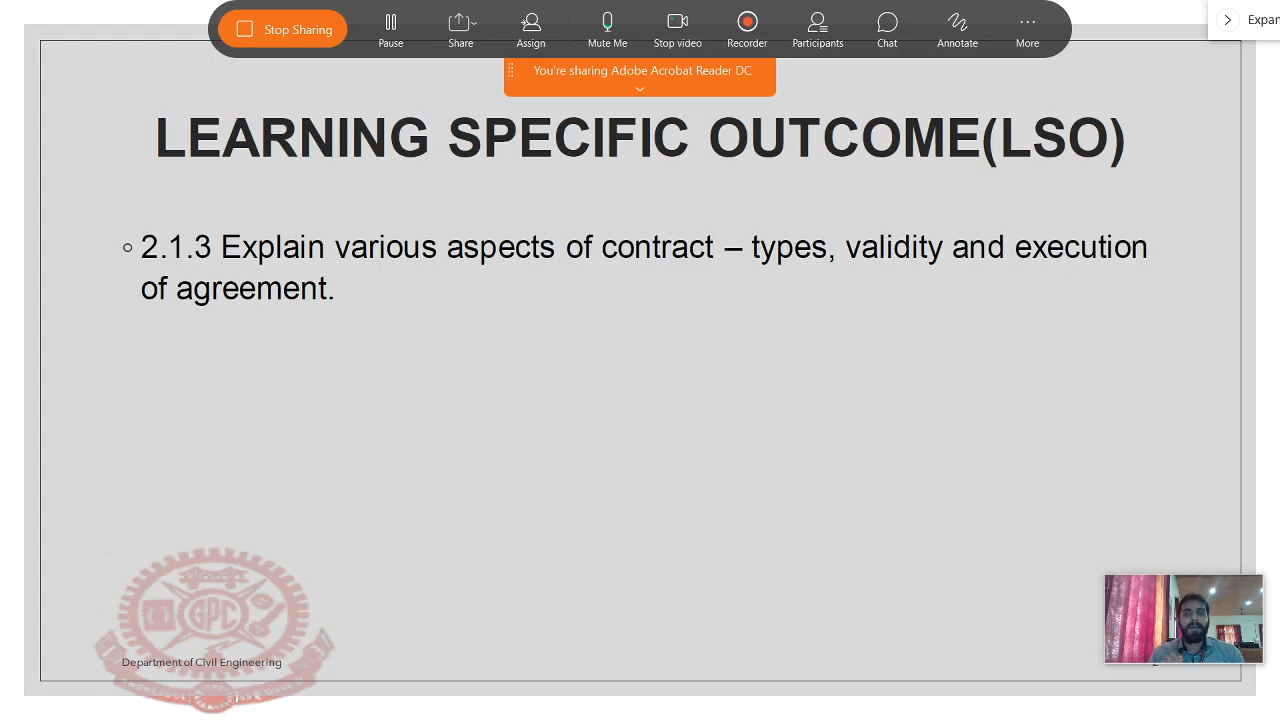 Stop Sharing
Pause
Share
Assign
Mute Me
Stop video
Recorder
Participants
Chat
Annotate
More
Expan
You're sharing Adobe Acrobat Reader DC
LEARNING SPECIFIC OUTCOME(LSO)
2.1.3 Explain various aspects of contract – types, validity and execution
of agreement.
GPC
Department of Civil Engineering